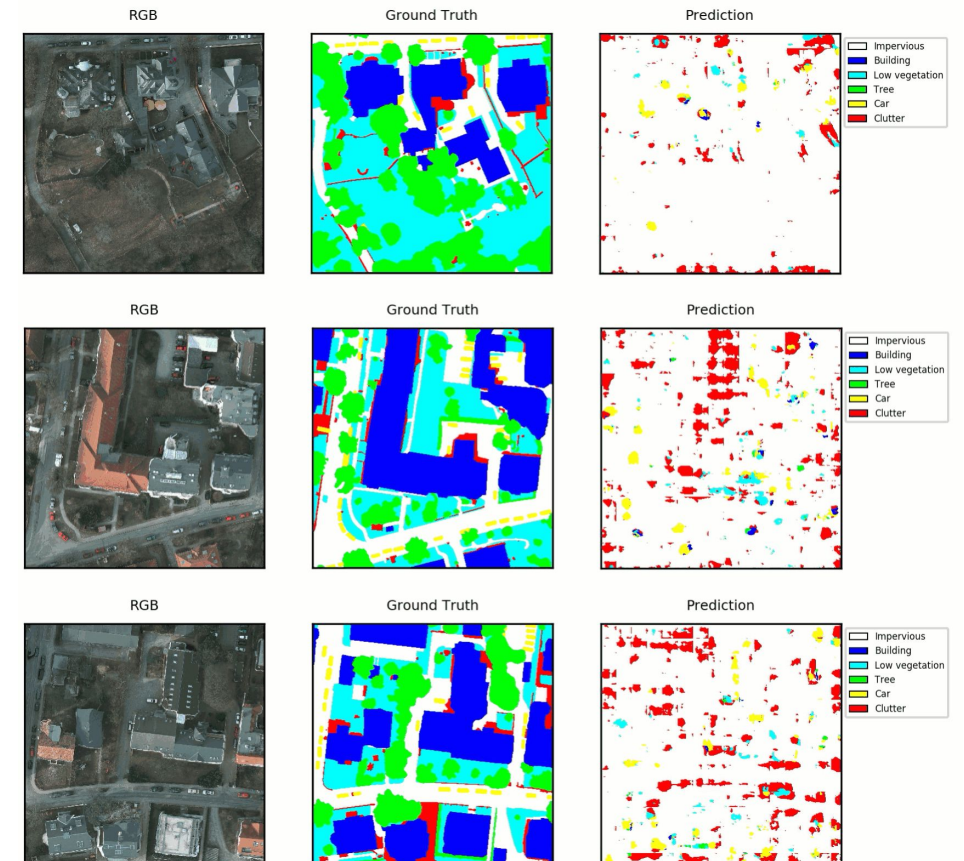 RGB
Ground Truth
Prediction
Impervious
Building
Low vegetation
Tree
Car
Clutter
RGB
Ground Truth
Prediction
Impervious
Building
Low vegetation
Tree
Car
Clutter
RGB
Ground Truth
Prediction
Impervious
Building
Low vegetation
Tree
Car
Clutter